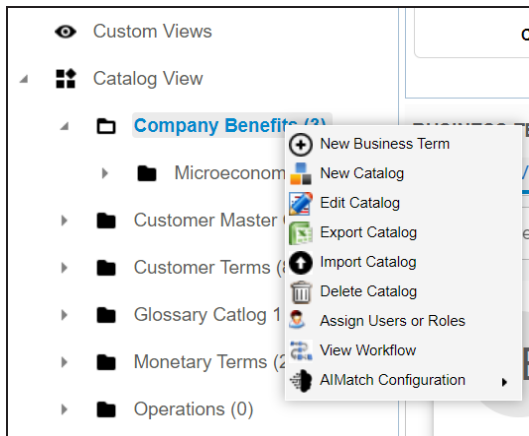 Custom Views
Catalog View
Company Benefits (3)
New Business Term
New Catalog
Edit Catalog
Export Catalog
Import Catalog
Delete Catalog
Assign Users or Roles
View Workflow
AIMatch Configuration
Customer Master
Customer Terms (
Glossary Catlog 1
Monetary Terms (2
Operations (0)